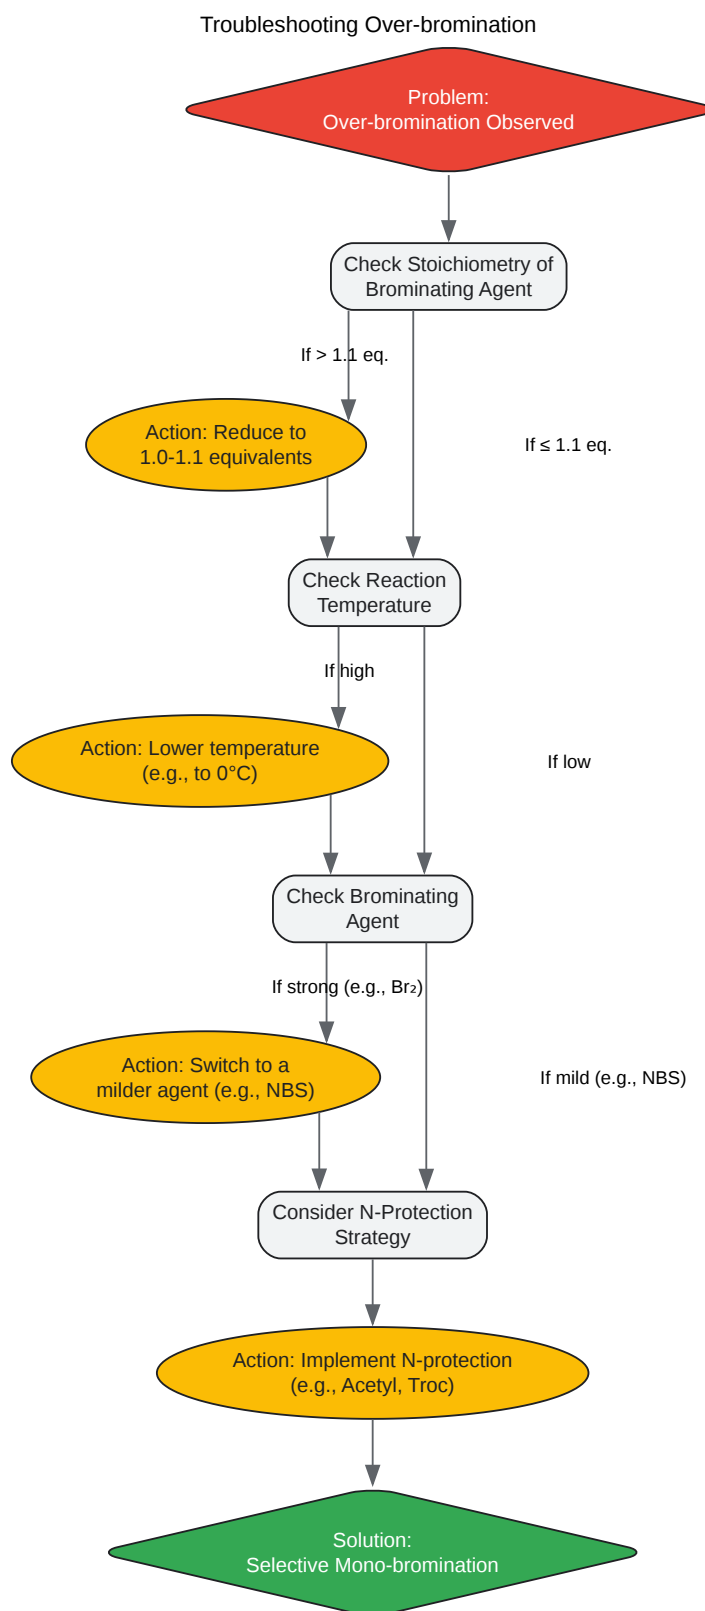 Troubleshooting Over-bromination
Problem:
Over-bromination Observed
Check Stoichiometry of
Brominating Agent
If > 1.1 eq.
Action: Reduce to
1.0-1.1 equivalents
If ≤ 1.1 eq.
Check Reaction
Temperature
If high
Action: Lower temperature
(e.g., to 0°C)
If low
Check Brominating
Agent
If strong (e.g., Br₂)
Action: Switch to a
milder agent (e.g., NBS)
If mild (e.g., NBS)
Consider N-Protection
Strategy
Action: Implement N-protection
(e.g., Acetyl, Troc)
Solution:
Selective Mono-bromination